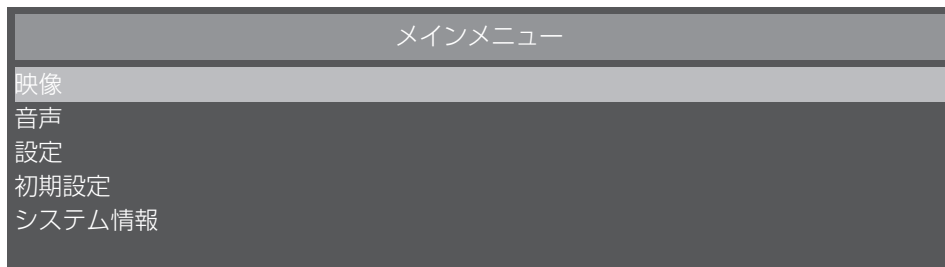 メインメニュー
映像
音声
設定
初期設定
システム情報